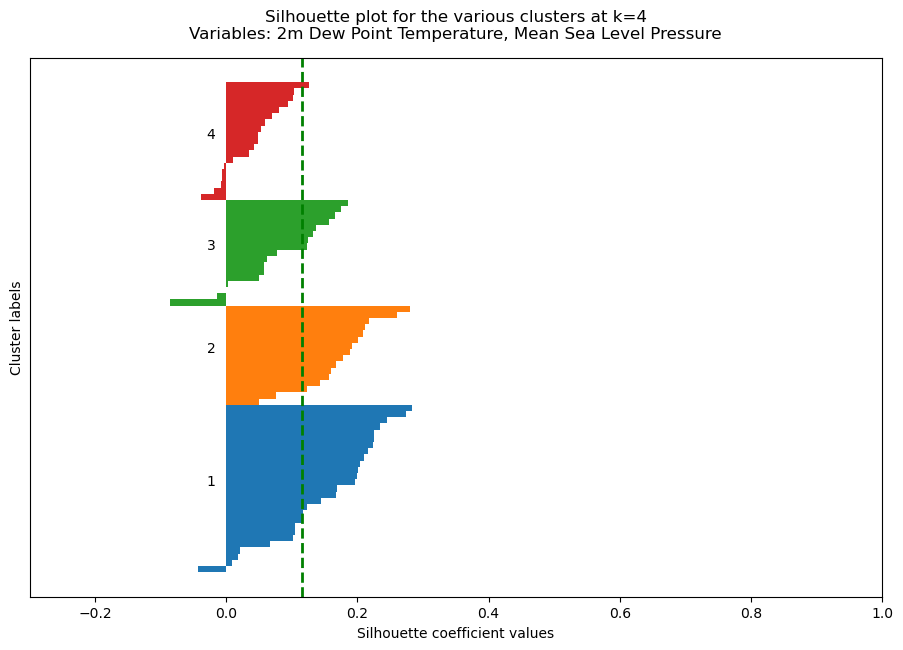 Silhouette plot for the various clusters at k=4
Variables: 2m Dew Point Temperature, Mean Sea Level Pressure
Cluster labels
4
3
2
1
−0.2 0.0 0.2 0.4 0.6 0.8 1.0
Silhouette coefficient values